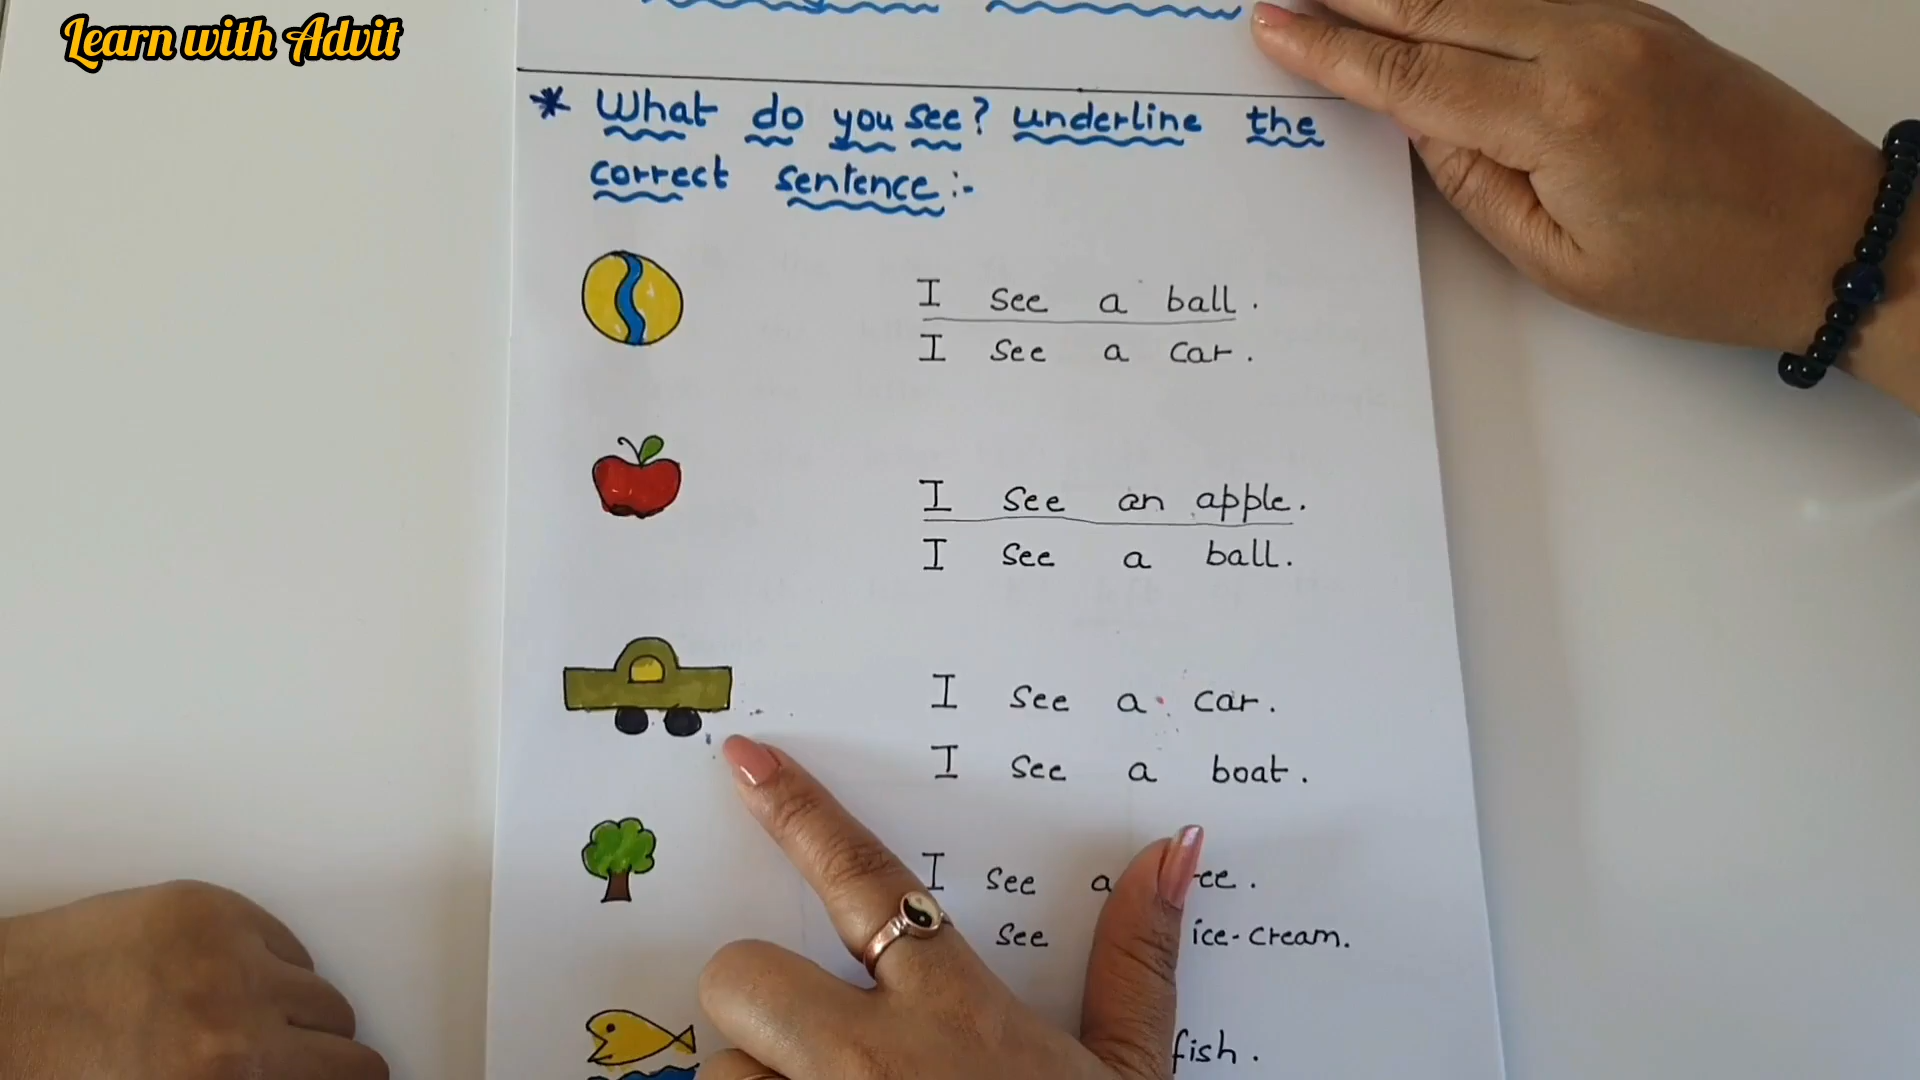 Learn with Advit
* What do you see? underline the
correct sentence:-
I see a ball.
I see a car.
I see an apple.
I see a ball.
I see a car.
I see a boat.
I see a
see ice-cream.
fish.